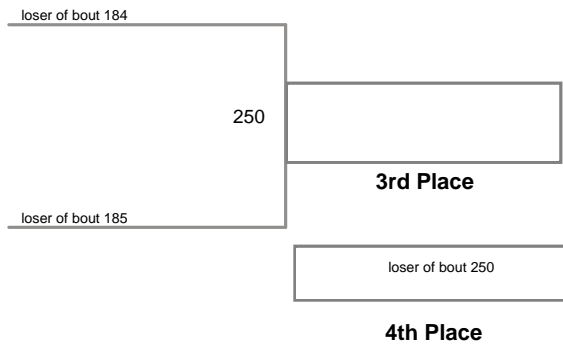 loser of bout 184
250
3rd Place
loser of bout 185
loser of bout 250
4th Place